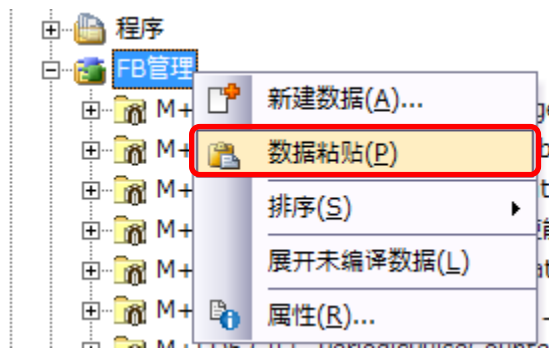 程序
FB管理
M+
新建数据(A)...
M+
数据粘贴(P)
M+
排序(S)
M+
展开未编译数据(L)
M+
M+
属性(R)...